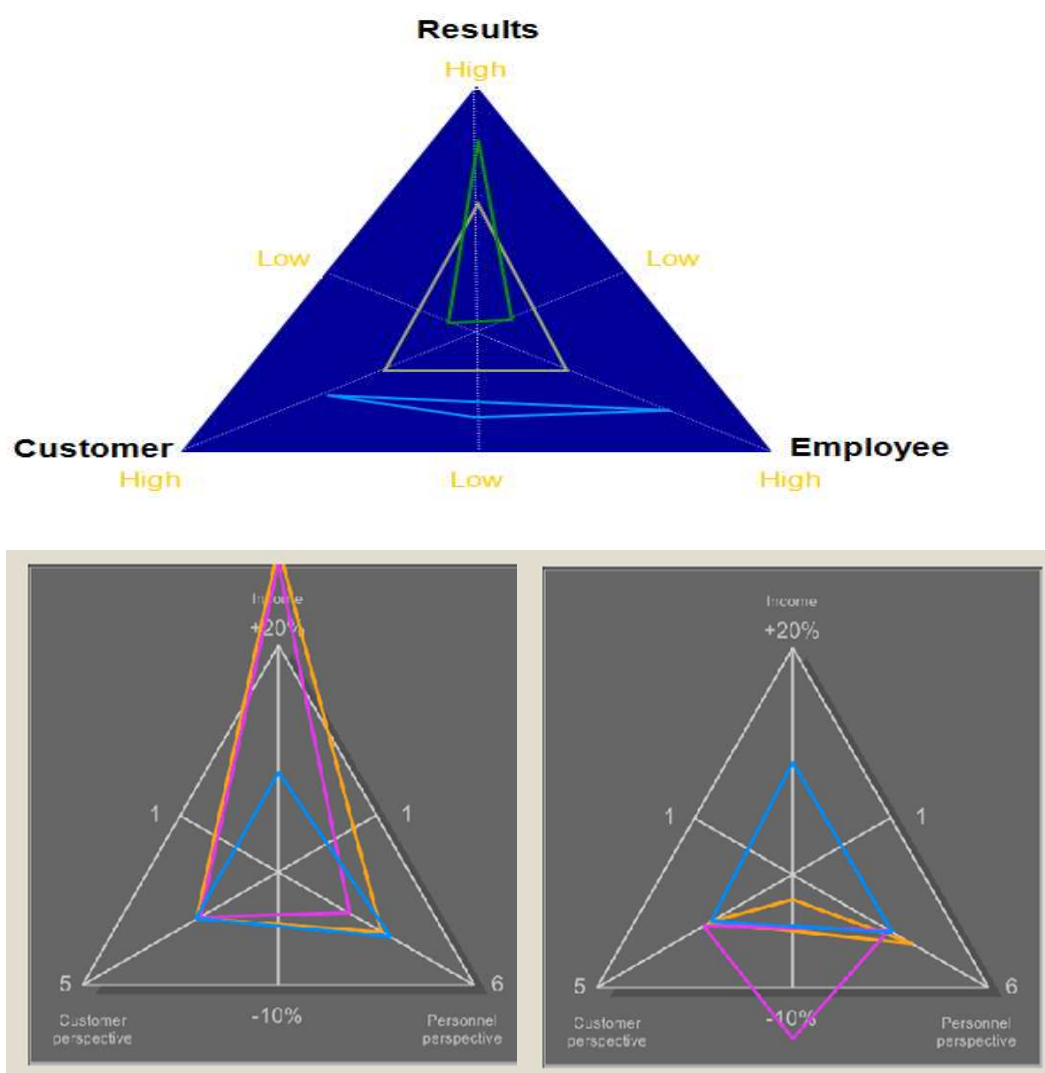 Results
High
Low
Low
Customer
Employee
High
Low
High
Income
+20%
1
1
5
6
-10%
Customer
perspective
Personnel
perspective
Income
+20%
1
1
5
6
-10%
Customer
perspective
Personnel
perspective